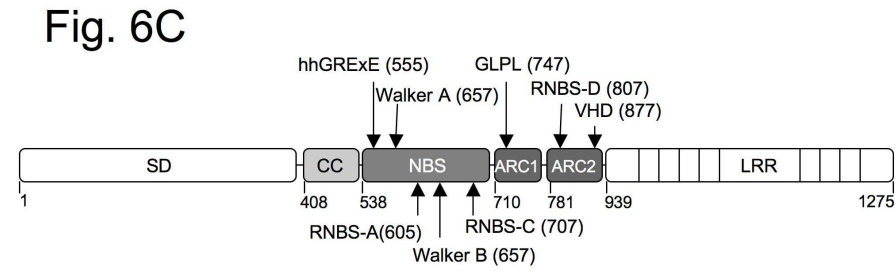 Fig. 6C
hhGRExE (555)
GLPL (747)
Walker A (657)
RNBS-D (807)
VHD (877)
SD CC NBS ARC1 ARC2 LRR
1 408 538 710 781 939 1275
RNBS-A(605)
RNBS-C (707)
Walker B (657)